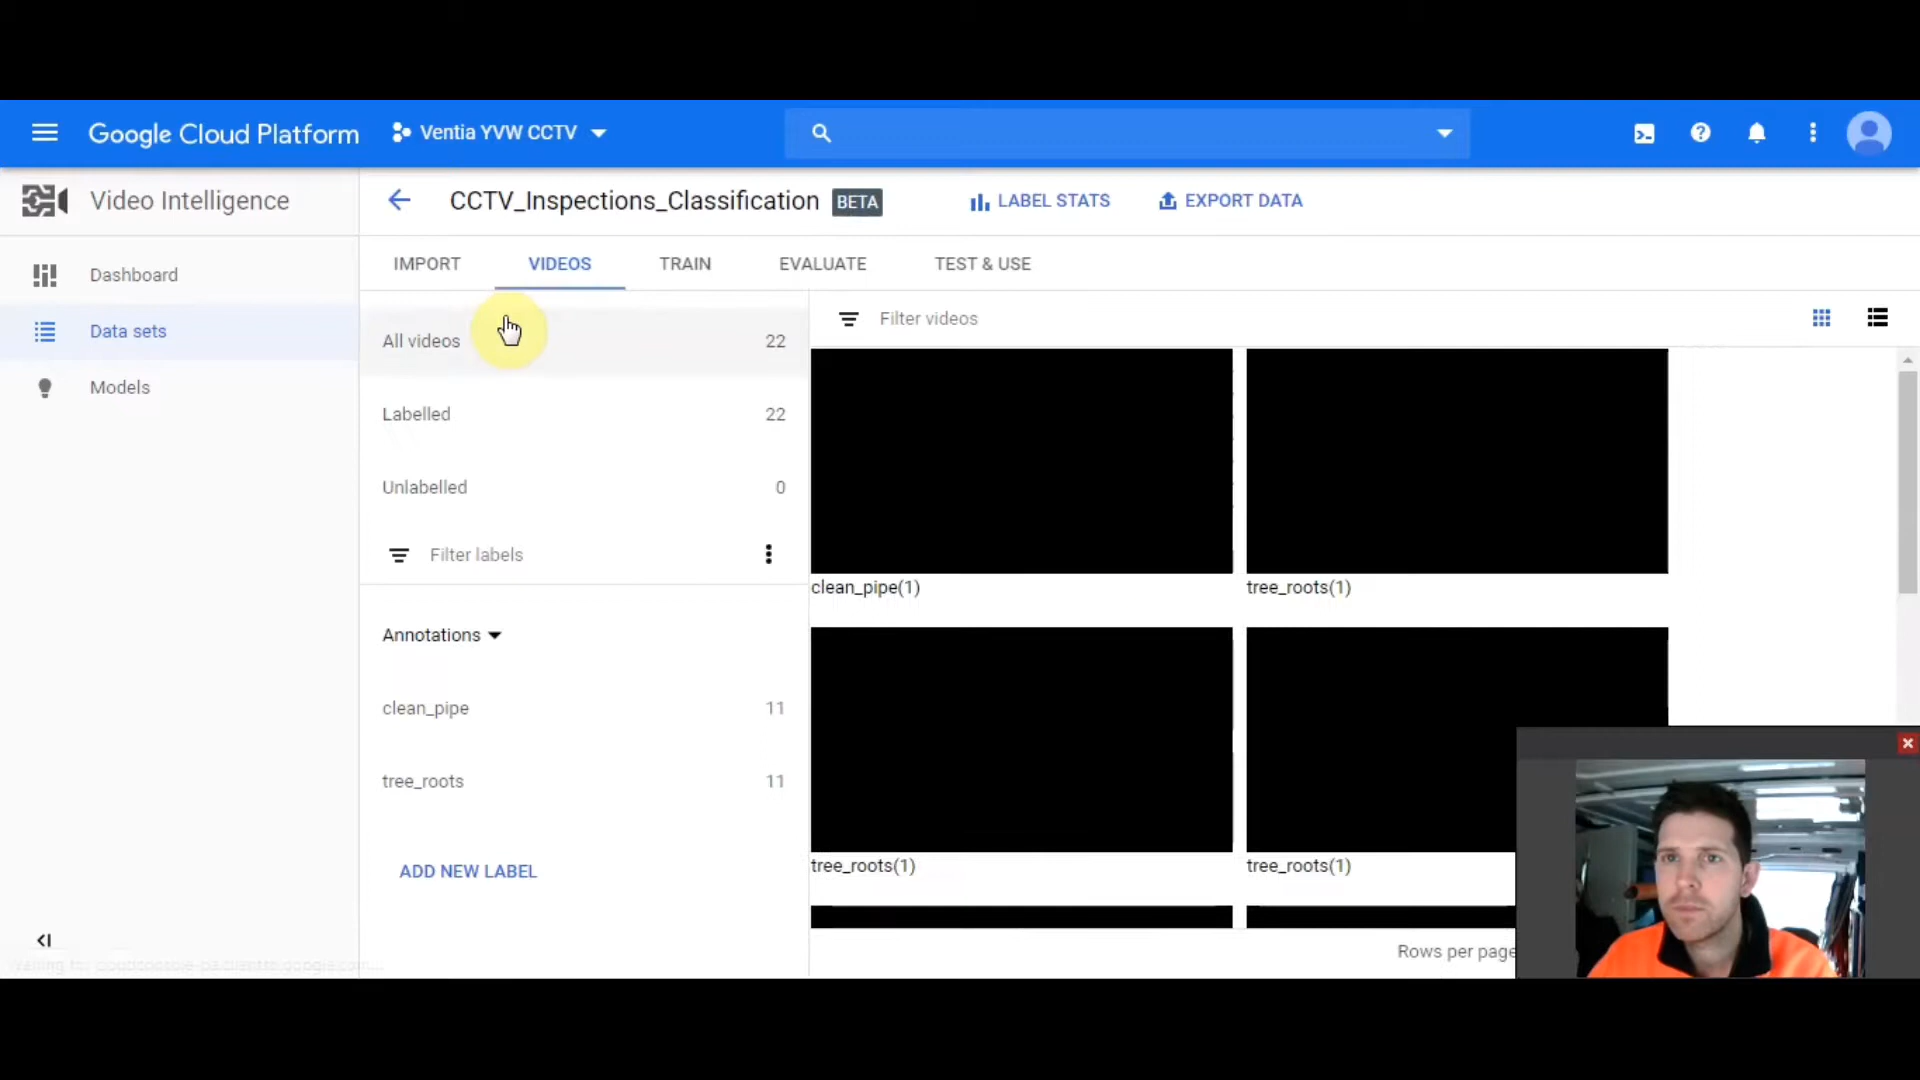 Google Cloud Platform
Ventia YVW CCTV
Video Intelligence
CCTV_Inspections_Classification
BETA
LABEL STATS
EXPORT DATA
Dashboard
Data sets
Models
IMPORT
VIDEOS
TRAIN
EVALUATE
TEST & USE
All videos
22
Labelled
22
Unlabelled
0
Filter labels
Annotations
clean_pipe
11
tree_roots
11
ADD NEW LABEL
Filter videos
clean_pipe(1)
tree_roots(1)
tree_roots(1)
tree_roots(1)
Rows per page